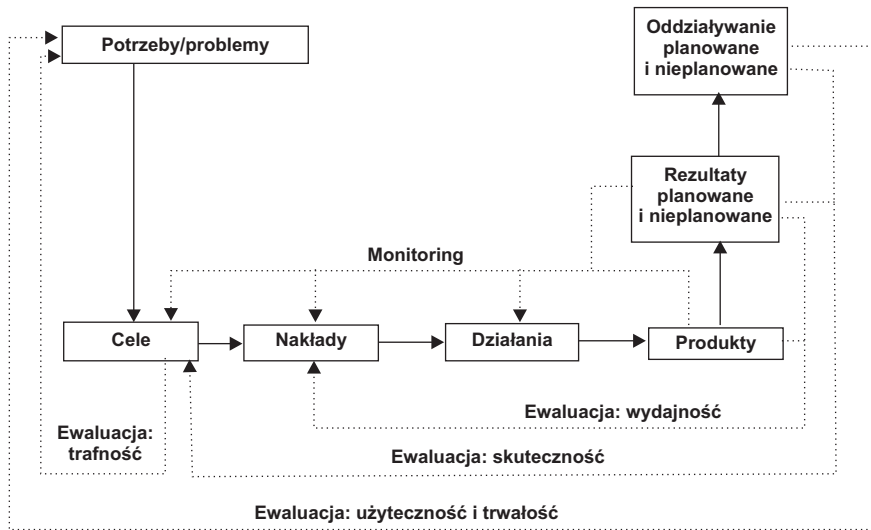 Potrzeby/problemy
Oddziaływanie
planowane
i nieplanowane
Rezultaty
planowane
i nieplanowane
Monitoring
Cele
Nakłady
Działania
Produkty
Ewaluacja: wydajność
Ewaluacja:
trafność
Ewaluacja: skuteczność
Ewaluacja: użyteczność i trwałość